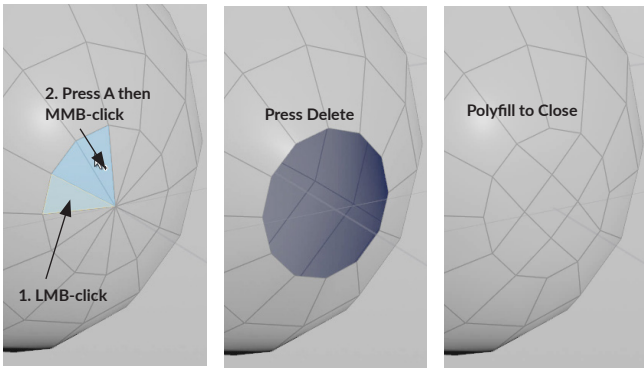 2. Press A then
MMB-click
1. LMB-click
Press Delete
Polyfill to Close